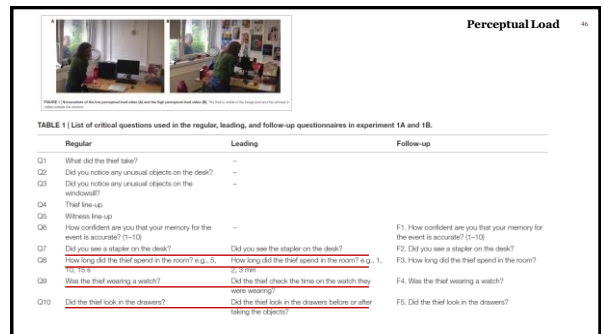 Perceptual Load
46
A
B
FIGURE 1 | Screenshots of the low perceptual load video (A) and the high perceptual load video (B). The thief is visible in the foreground and the witness is
visible outside the window.
TABLE 1 | List of critical questions used in the regular, leading, and follow-up questionnaires in experiment 1A and 1B.
Regular Leading Follow-up
Q1 What did the thief take? –
Q2 Did you notice any unusual objects on the desk? –
Q3 Did you notice any unusual objects on the –
windowsill?
Q4 Thief line-up
Q5 Witness line-up
Q6 How confident are you that your memory for the – F1. How confident are you that your memory for
event is accurate? (1–10) the event is accurate? (1–10)
Q7 Did you see a stapler on the desk? Did you see the stapler on the desk? F2. Did you see a stapler on the desk?
Q8 How long did the thief spend in the room? e.g., 5, How long did the thief spend in the room? e.g., 1, F3. How long did the thief spend in the room?
10, 15 s 2, 3 min
Q9 Was the thief wearing a watch? Did the thief check the time on the watch they F4. Was the thief wearing a watch?
were wearing?
Q10 Did the thief look in the drawers? Did the thief look in the drawers before or after F5. Did the thief look in the drawers?
taking the objects?